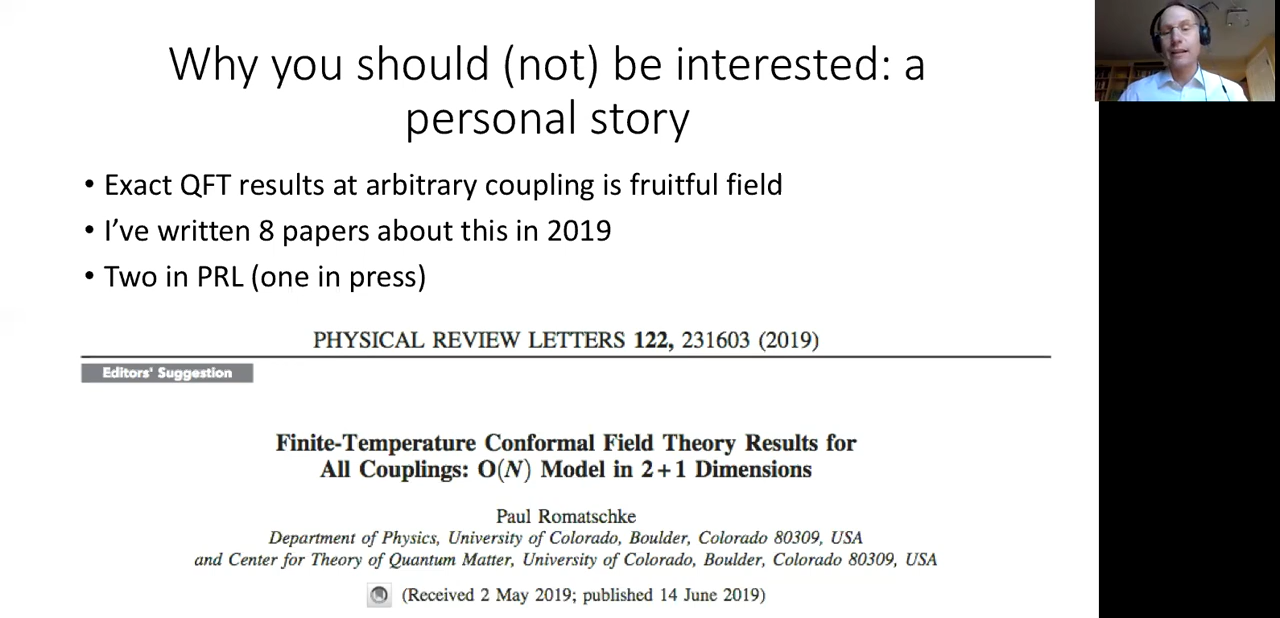 Why you should (not) be interested: a
personal story
• Exact QFT results at arbitrary coupling is fruitful field
• I’ve written 8 papers about this in 2019
• Two in PRL (one in press)
PHYSICAL REVIEW LETTERS 122, 231603 (2019)
Editors' Suggestion
Finite-Temperature Conformal Field Theory Results for
All Couplings: O(N) Model in 2+1 Dimensions
Paul Romatschke
Department of Physics, University of Colorado, Boulder, Colorado 80309, USA
and Center for Theory of Quantum Matter, University of Colorado, Boulder, Colorado 80309, USA
(Received 2 May 2019; published 14 June 2019)